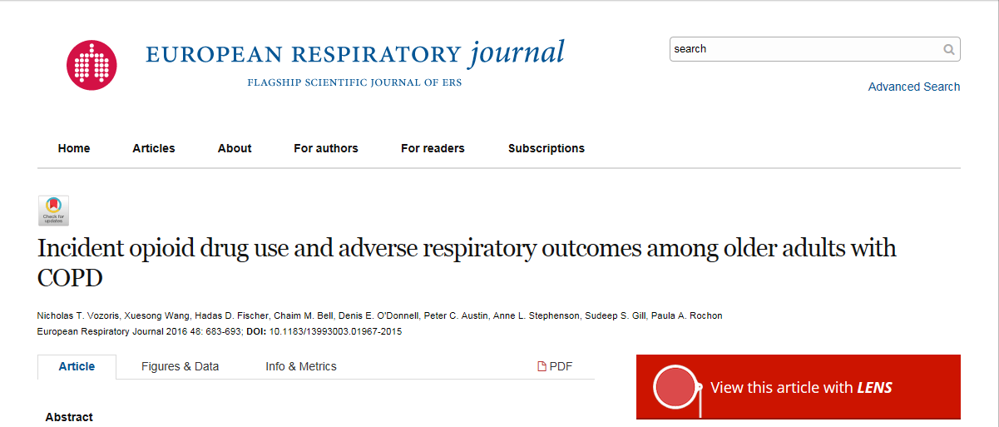 EUROPEAN RESPIRATORY journal
FLAGSHIP SCIENTIFIC JOURNAL OF ERS
search
Advanced Search
Home Articles About For authors For readers Subscriptions
Check for
updates
Incident opioid drug use and adverse respiratory outcomes among older adults with
COPD
Nicholas T. Vozoris, Xuesong Wang, Hadas D. Fischer, Chaim M. Bell, Denis E. O'Donnell, Peter C. Austin, Anne L. Stephenson, Sudeep S. Gill, Paula A. Rochon
European Respiratory Journal 2016 48: 683-693; DOI: 10.1183/13993003.01967-2015
Article Figures & Data Info & Metrics PDF
View this article with LENS
Abstract